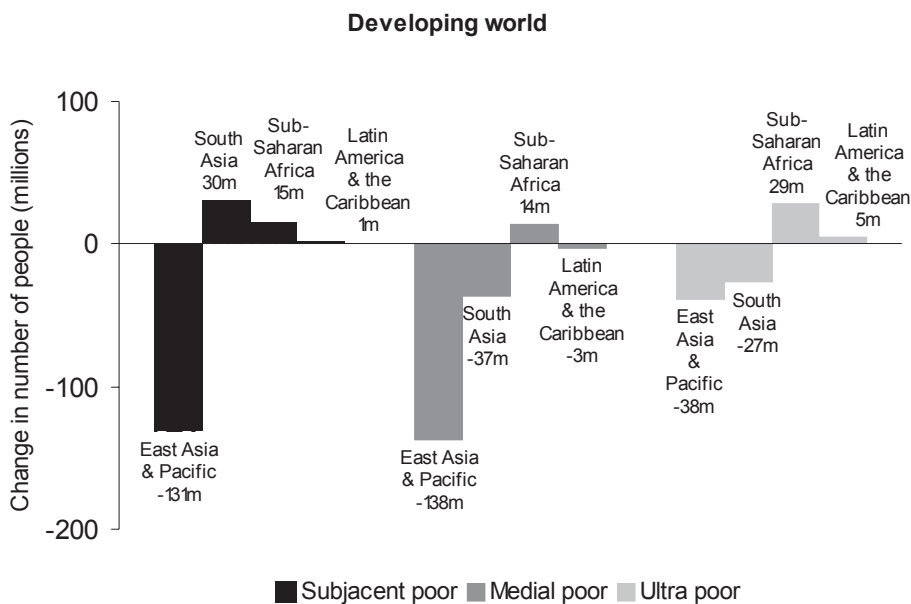 Developing world
Change in number of people (millions)
100
0
-100
-200
South
Asia
30m
Sub-
Saharan
Africa
15m
Latin
America
& the
Caribbean
1m
East Asia
& Pacific
-131m
Sub-
Saharan
Africa
14m
Latin
America
& the
Caribbean
-3m
South
Asia
-37m
East Asia
& Pacific
-138m
Sub-
Saharan
Africa
29m
Latin
America
& the
Caribbean
5m
East
Asia
&
Pacific
-38m
South
Asia
-27m
Subjacent poor Medial poor Ultra poor